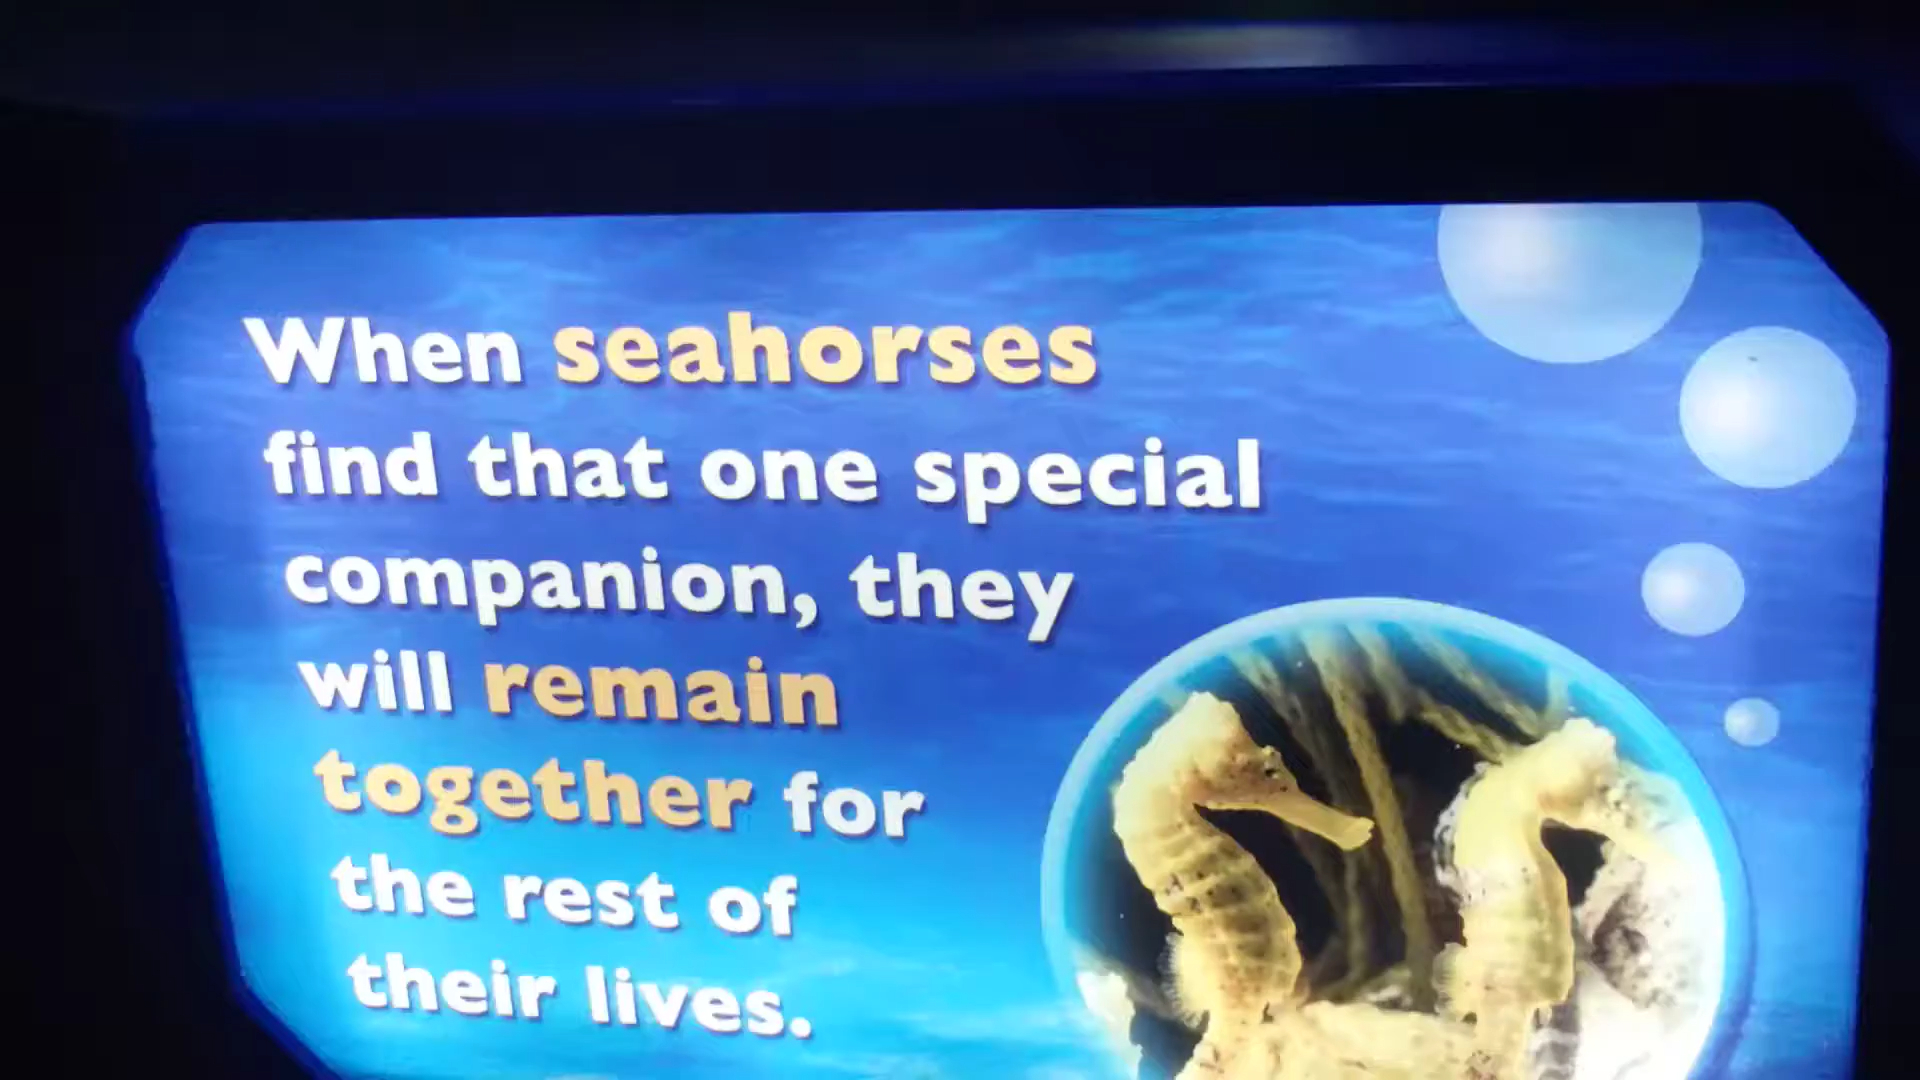 When seahorses
find that one special
companion, they
will remain
together for
the rest of
their lives.